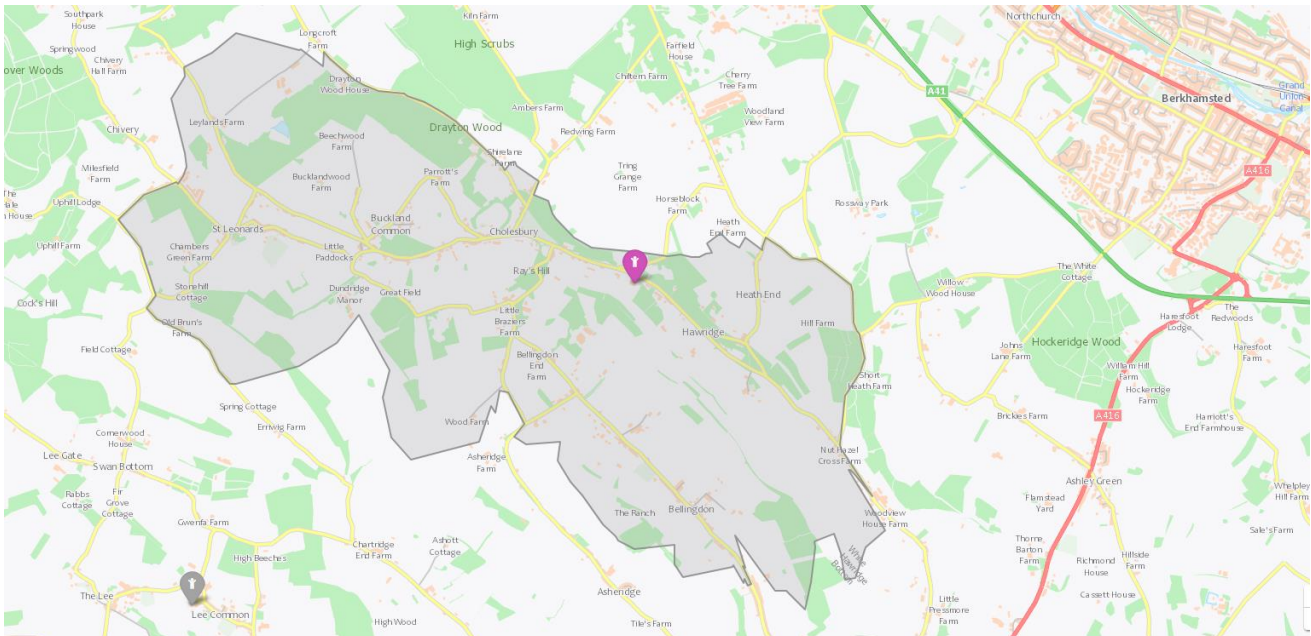 Southpark
House
Springwood
Chivery
Hall Farm
over Woods
Chivery
Milesfield
Farm
Uphill Lodge
Uphill Farm
Cock's Hill
Longcroft
Farm
Kiln Farm
High Scrubs
Drayton
Wood House
Leylands Farm
Beechwood
Farm
Bucklandwood
Farm
Ambers Farm
Drayton Wood
Redwing Farm
Shirelane
Farm
Parrott's
Farm
Farfield
House
Chiltern Farm
Cherry
Tree Farm
Woodland
View Farm
Tring
Grange
Farm
Horseblock
Farm
Heath
End Farm
Rossway Park
Northchurch
A41
Berkhamsted
Grand
Union
Canal
A416
St Leonards
Buckland
Common
Cholesbury
Little
Paddocks
Chambers
Green Farm
Stonehill
Cottage
Old Brun's
Farm
Dundridge
Manor
Great Field
Ray's Hill
Little
Braziers
Farm
Bellingdon
End
Farm
Hawridge
Heath End
Hill Farm
Willow
Wood House
The White
Cottage
Haresfoot
Lodge
The
Redwoods
Haresfoot
Farm
Johns
Lane Farm
Hockeridge Wood
William Hill
Farm
Hockeridge
Farm
Short
Heath Farm
Brickles Farm
A416
Harriott's
End Farmhouse
Field Cottage
Spring Cottage
Erriwig Farm
Wood Farm
Asheridge
Farm
Nut Hazel
Cross Farm
Cornerwood
House
Lee Gate
Swan Bottom
Rabbs
Cottage
Fir
Grove
Cottage
Gwenfa Farm
High Beeches
Chartridge
End Farm
Ashott
Cottage
The Ranch
Bellingdon
Woodview
House Farm
White
Hawridge
Bottom
Ashley Green
Flamstead
Yard
Whelpley
Hill Farm
Sale's Farm
Thorne
Barton
Farm
Richmond
House
Hillside
Farm
Cassett House
The Lee
Lee Common
High Wood
Asheridge
Tile's Farm
Little
Pressmore
Farm